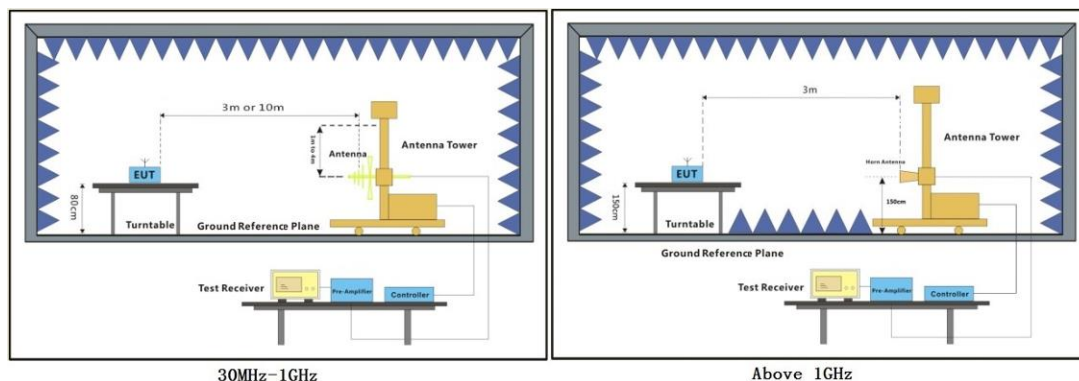 3m or 10m
1m to 4m
Antenna
Antenna Tower
EUT
80cm
Turntable
Ground Reference Plane
Test Receiver
Pre-Amplifier
Controller
30MHz-1GHz
3m
Horn Antenna
Antenna Tower
EUT
150cm
150cm
Turntable
Ground Reference Plane
Test Receiver
Pre-Amplifier
Controller
Above 1GHz